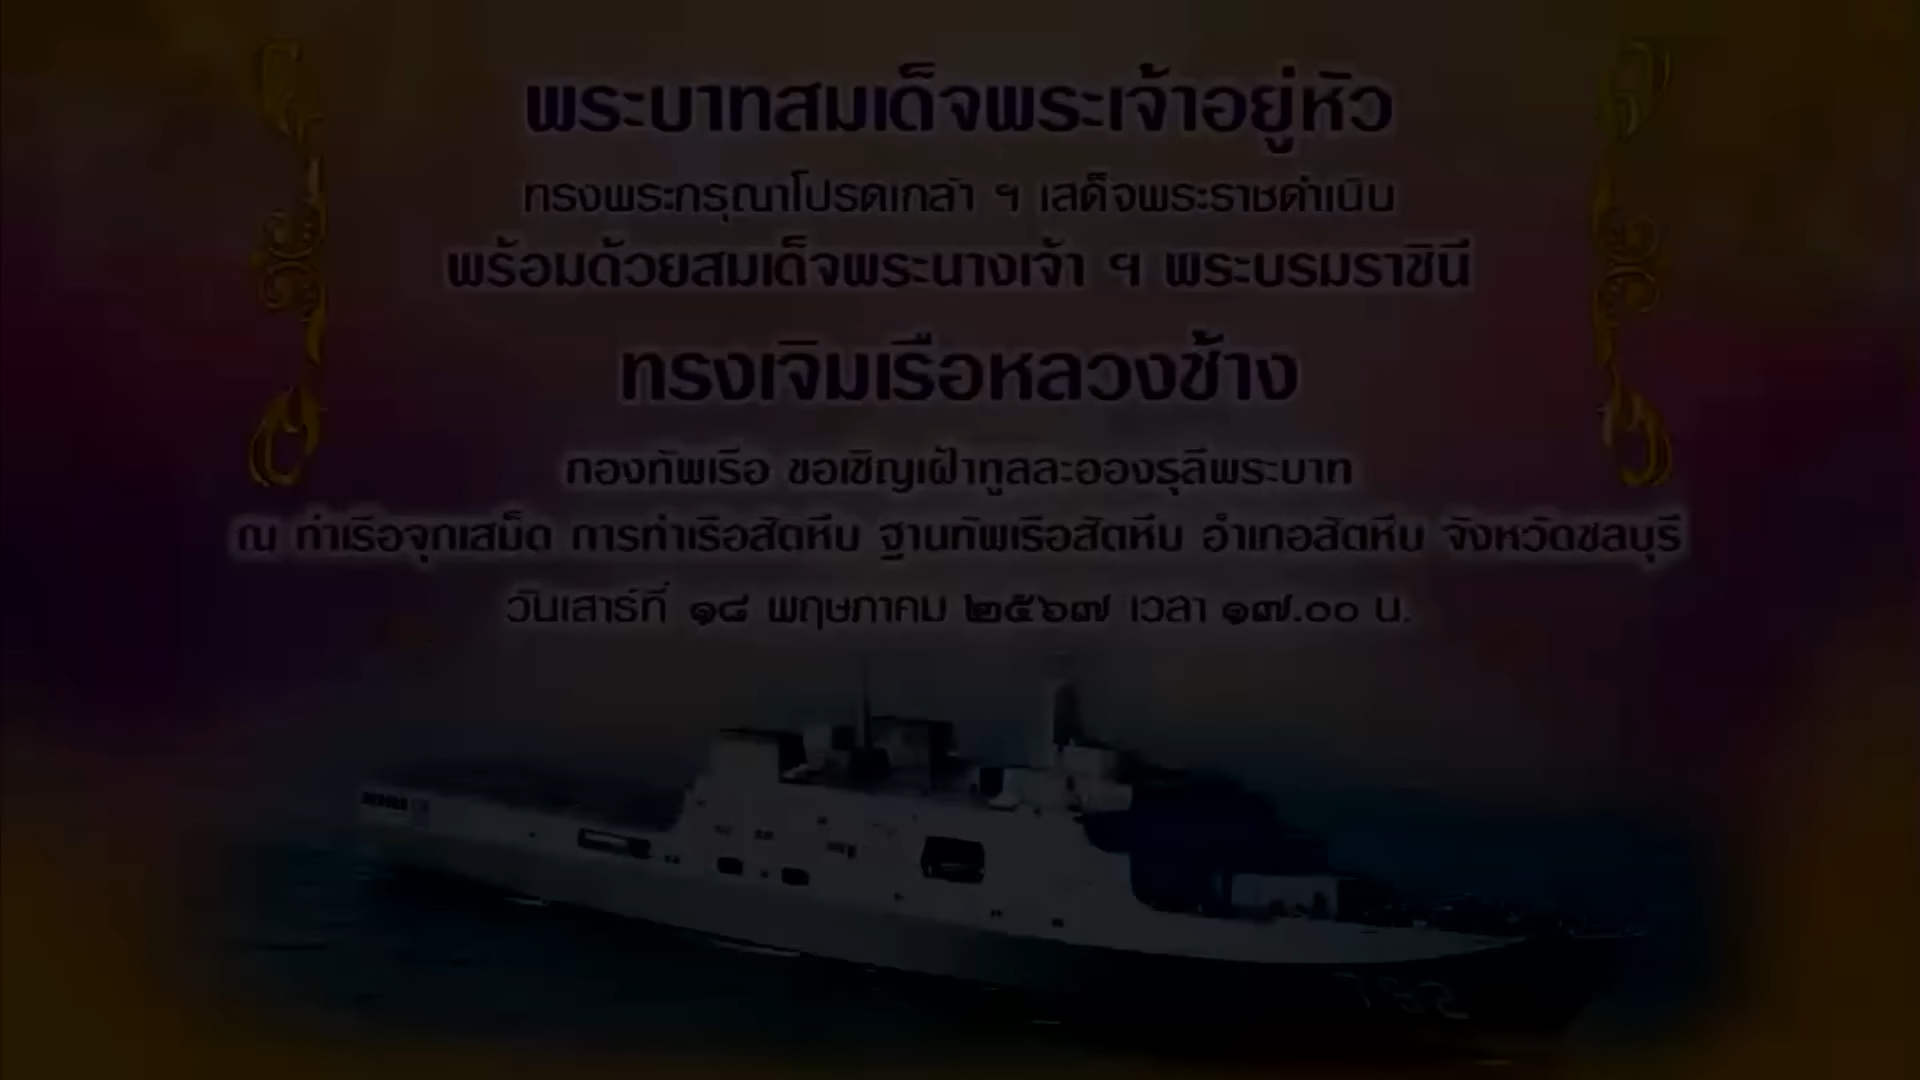 พระบาทสมเด็จพระเจ้าอยู่หัว
ทรงพระกรุณาโปรดเกล้า ฯ เสด็จพระราชดำเนิน
พร้อมด้วยสมเด็จพระนางเจ้า ฯ พระบรมราชินี
ทรงเจิมเรือหลวงช้าง
กองทัพเรือ ขอเชิญเฝ้าทูลละอองธุลีพระบาท
ณ ท่าเรือจุกเสม็ด การท่าเรือสัตหีบ ฐานทัพเรือสัตหีบ อำเภอสัตหีบ จังหวัดชลบุรี
วันเสาร์ที่ ๑๘ พฤษภาคม ๒๕๖๗ เวลา ๑๗.๐๐ น.
792